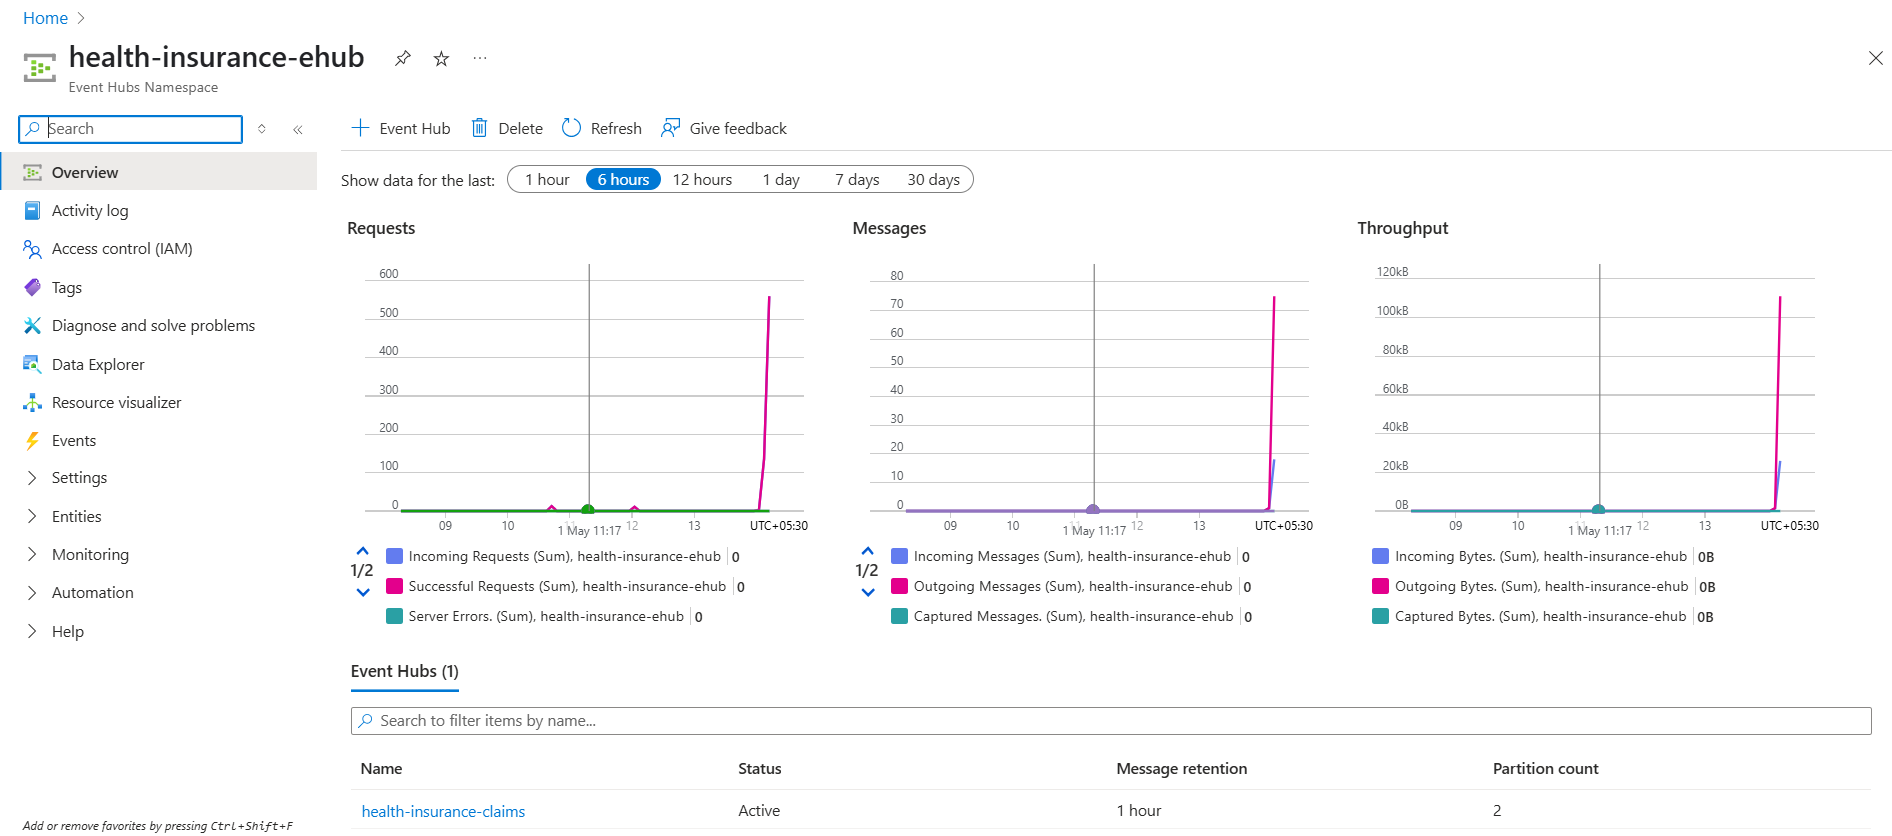 Home
health-insurance-ehub
Event Hubs Namespace
Search
Event Hub Delete Refresh Give feedback
Overview
Activity log
Access control (IAM)
Tags
Diagnose and solve problems
Data Explorer
Resource visualizer
Events
Settings
Entities
Monitoring
Automation
Help
Add or remove favorites by pressing Ctrl+Shift+F
Show data for the last: 1 hour 6 hours 12 hours 1 day 7 days 30 days
Requests
600
500
400
300
200
100
0
09 10 11 12 13 UTC+05:30
1 May 11:17
1/2
Incoming Requests (Sum), health-insurance-ehub 0
Successful Requests (Sum), health-insurance-ehub 0
Server Errors. (Sum), health-insurance-ehub 0
Messages
80
70
60
50
40
30
20
10
0
09 10 11 12 13 UTC+05:30
1 May 11:17
1/2
Incoming Messages (Sum), health-insurance-ehub 0
Outgoing Messages (Sum), health-insurance-ehub 0
Captured Messages. (Sum), health-insurance-ehub 0
Throughput
120kB
100kB
80kB
60kB
40kB
20kB
0B
09 10 11 12 13 UTC+05:30
1 May 11:17
Incoming Bytes. (Sum), health-insurance-ehub 0B
Outgoing Bytes. (Sum), health-insurance-ehub 0B
Captured Bytes. (Sum), health-insurance-ehub 0B
Event Hubs (1)
Search to filter items by name...
Name Status Message retention Partition count
health-insurance-claims Active 1 hour 2